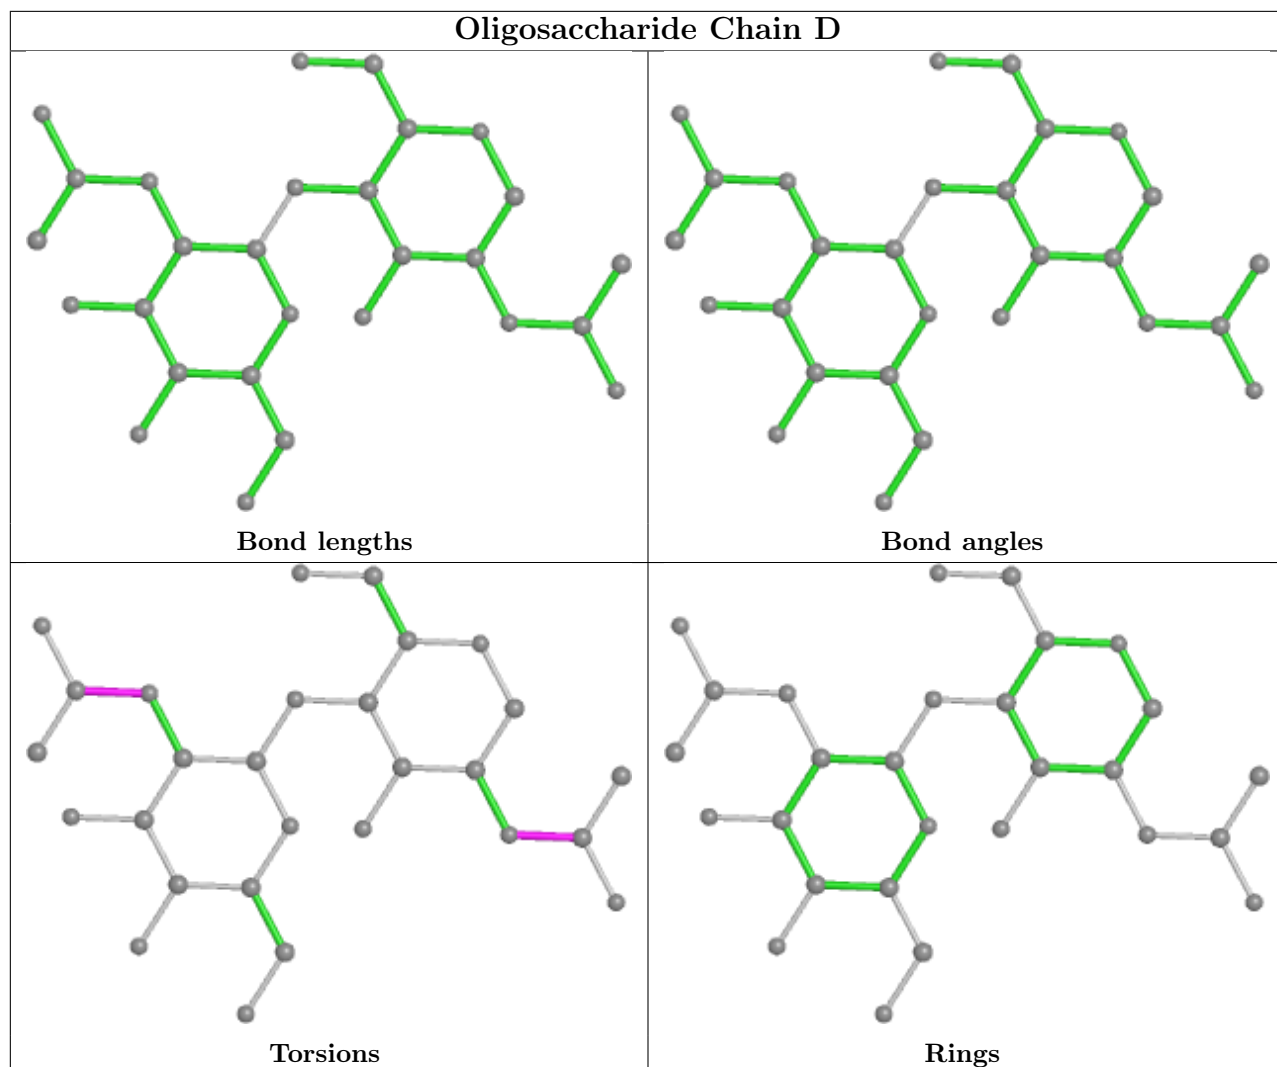 Oligosaccharide Chain D
Bond lengths
Bond angles
Torsions
Rings